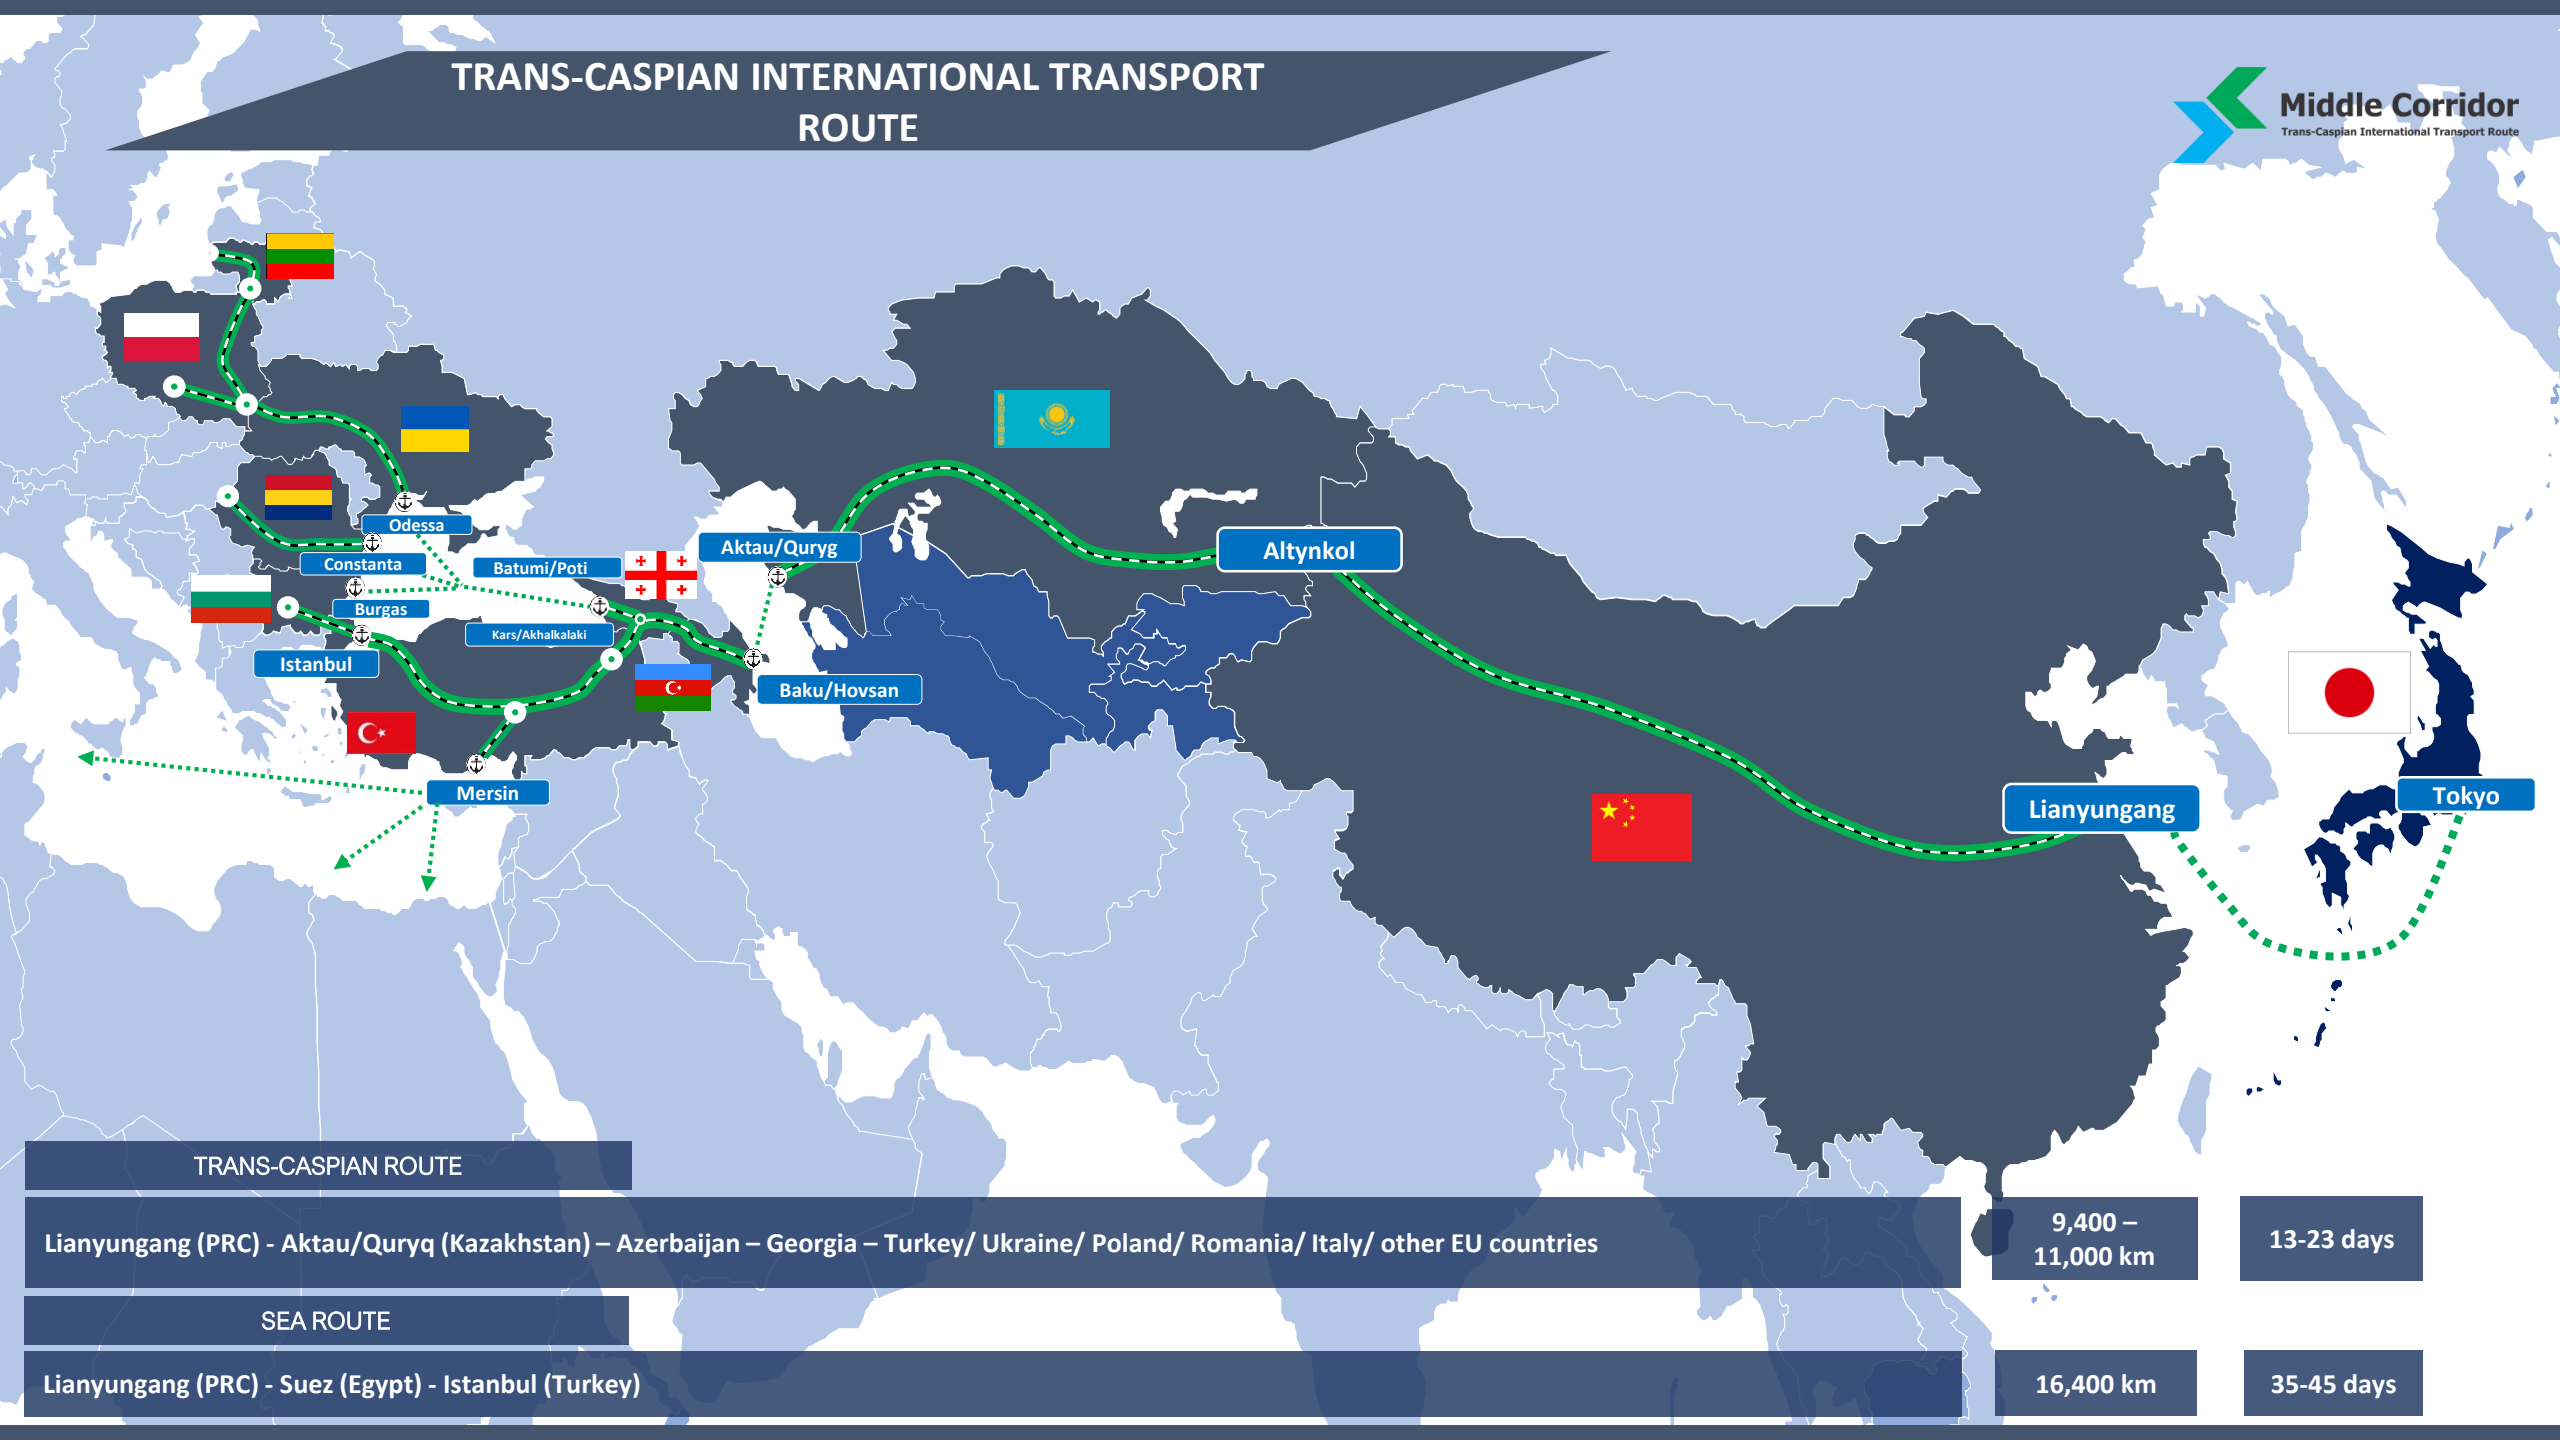 TRANS-CASPIAN INTERNATIONAL TRANSPORT
ROUTE
Middle Corridor
Trans-Caspian International Transport Route
Odessa
Constanta
Batumi/Poti
Aktau/Quryg
Altynkol
Burgas
Kars/Akhalkalaki
Istanbul
Baku/Hovsan
Mersin
Lianyungang
Tokyo
TRANS-CASPIAN ROUTE
Lianyungang (PRC) - Aktau/Quryq (Kazakhstan) – Azerbaijan – Georgia – Turkey/ Ukraine/ Poland/ Romania/ Italy/ other EU countries
9,400 –
11,000 km
13-23 days
SEA ROUTE
Lianyungang (PRC) - Suez (Egypt) - Istanbul (Turkey)
16,400 km
35-45 days